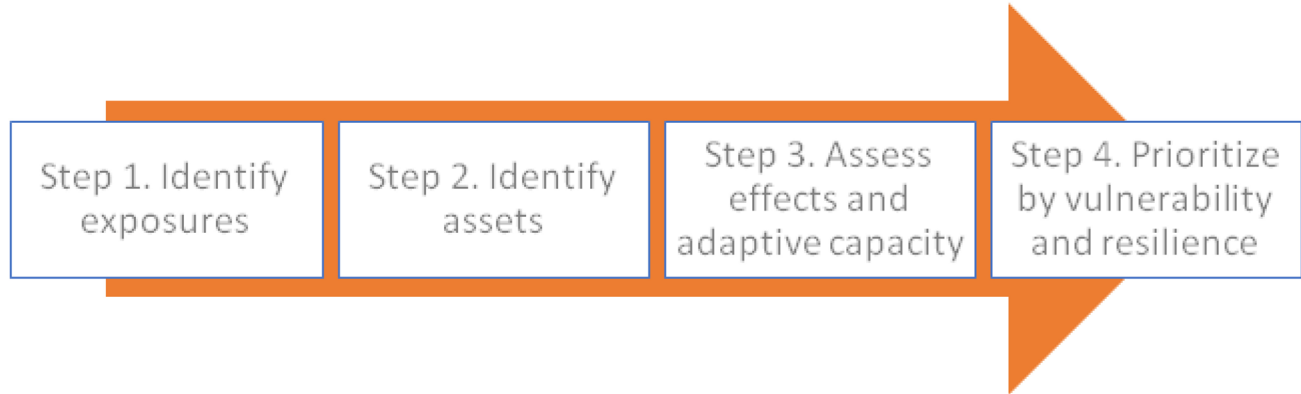 Step 1. Identify
exposures
Step 2. Identify
assets
Step 3. Assess
effects and
adaptive capacity
Step 4. Prioritize
by vulnerability
and resilience